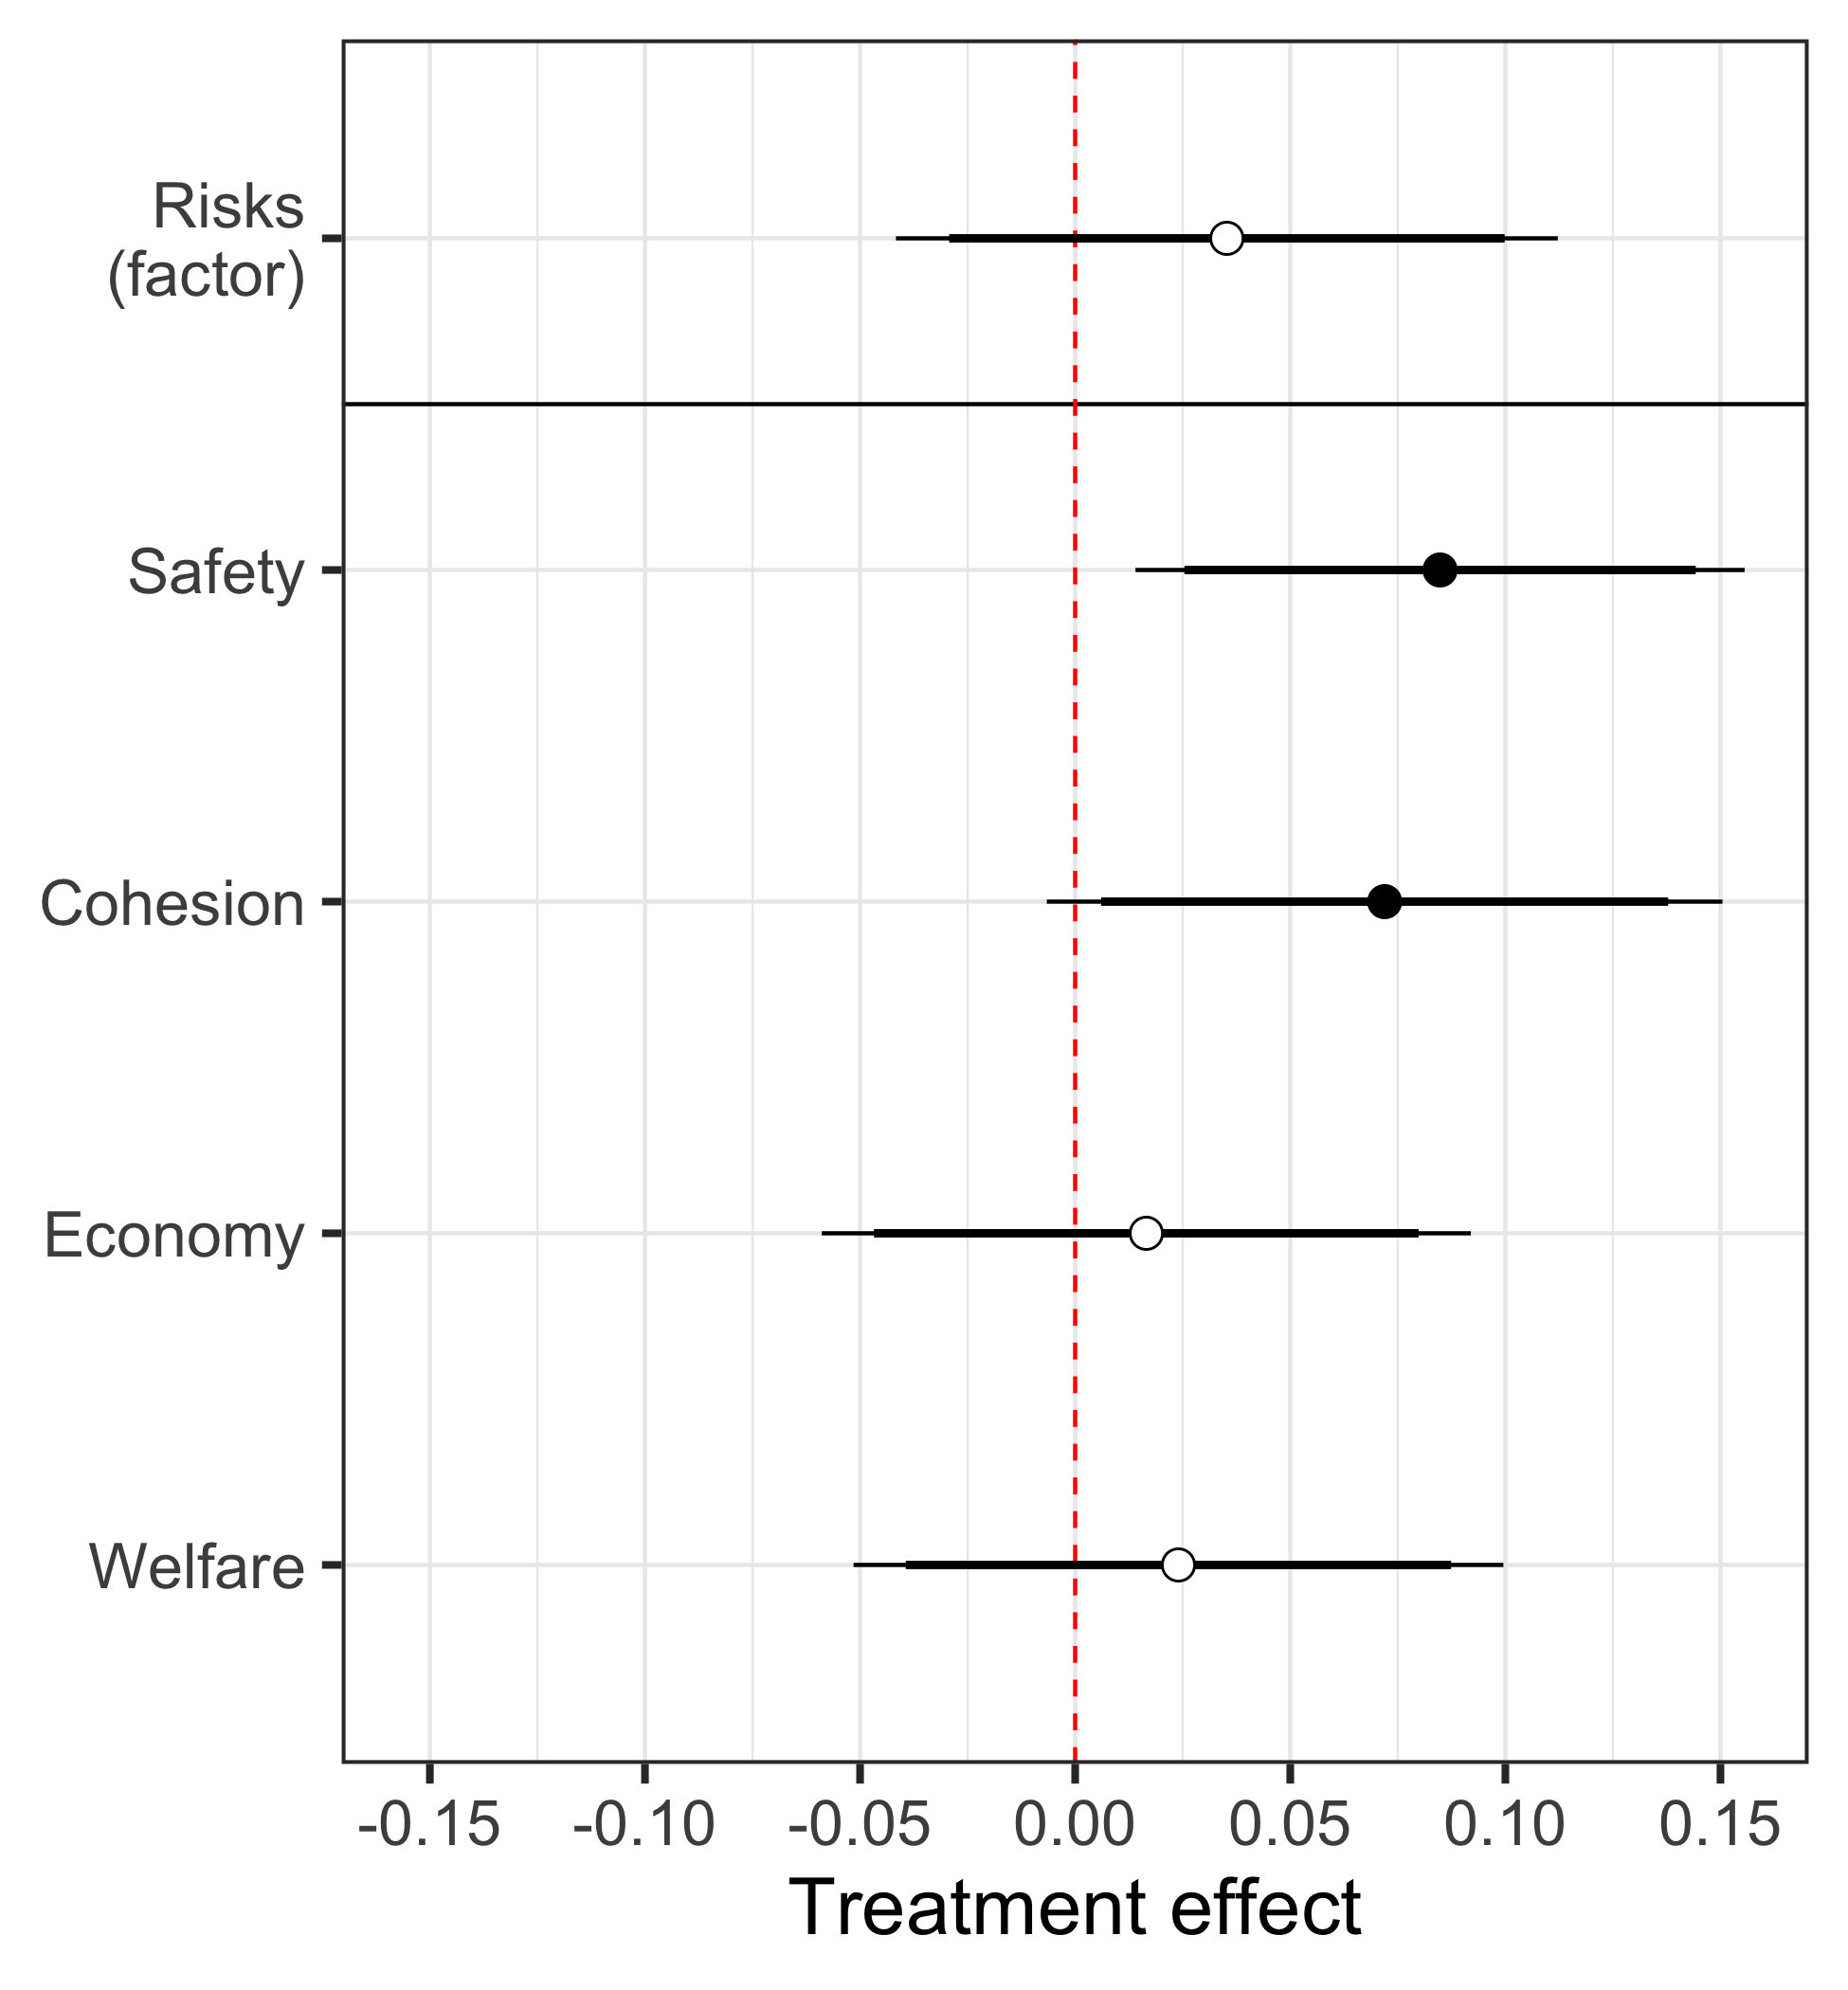 Risks
(factor)
Safety
Cohesion
Economy
Welfare
-0.15 -0.10 -0.05 0.00 0.05 0.10 0.15
Treatment effect